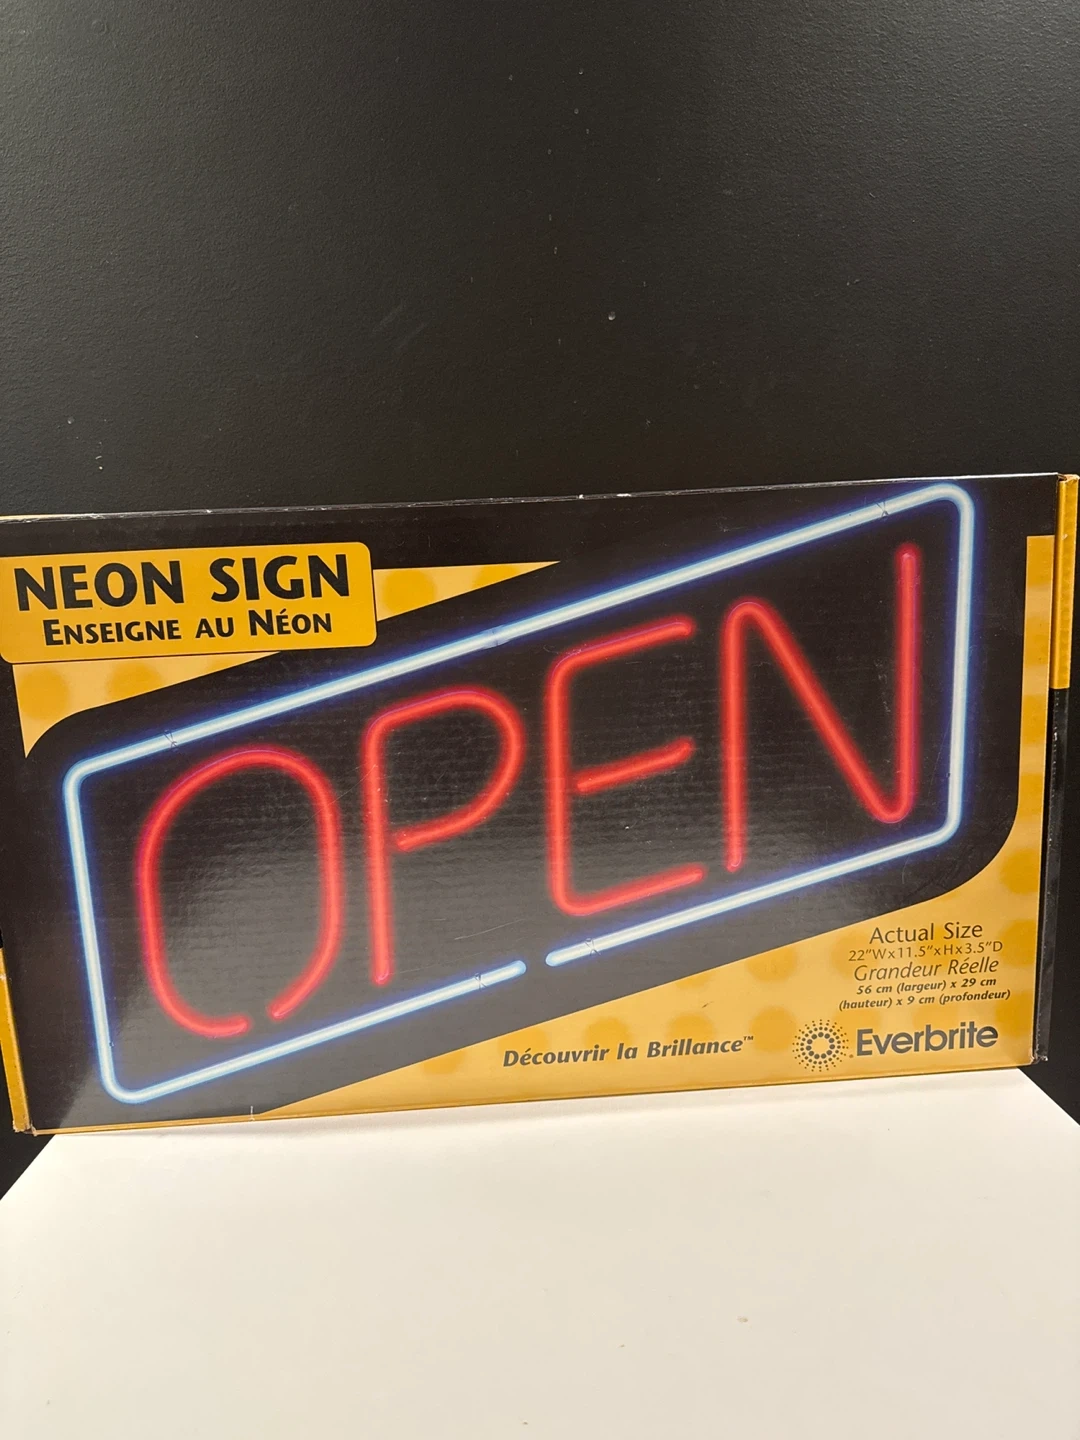 NEON SIGN
ENSEIGNE AU NÉON
OPEN
Actual Size
22"Wx11.5"xHx3.5"D
Grandeur Réelle
56 cm (largeur) x 29 cm
(hauteur) x 9 cm (profondeur)
Découvrir la Brillance™
Everbrite